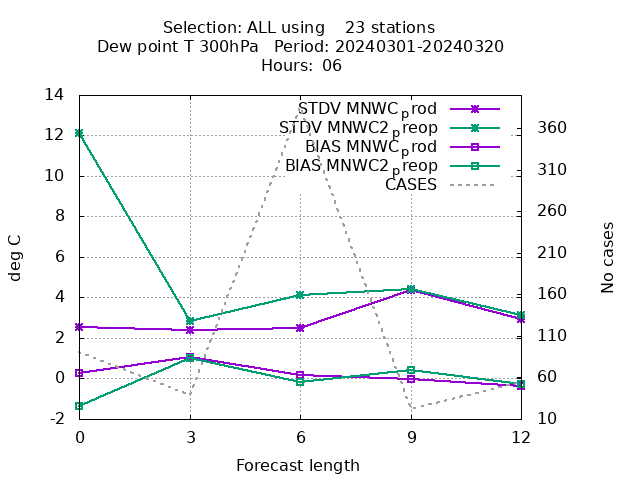 Selection: ALL using    23 stations
Dew point T 300hPa   Period: 20240301-20240320
Hours: 06
STDV MNWC_prod
STDV MNWC2_preop
BIAS MNWC_prod
BIAS MNWC2_preop
CASES
14
12
10
8
6
4
2
0
-2
360
310
260
210
160
110
60
10
0 3 6 9 12
deg C
No cases
Forecast length